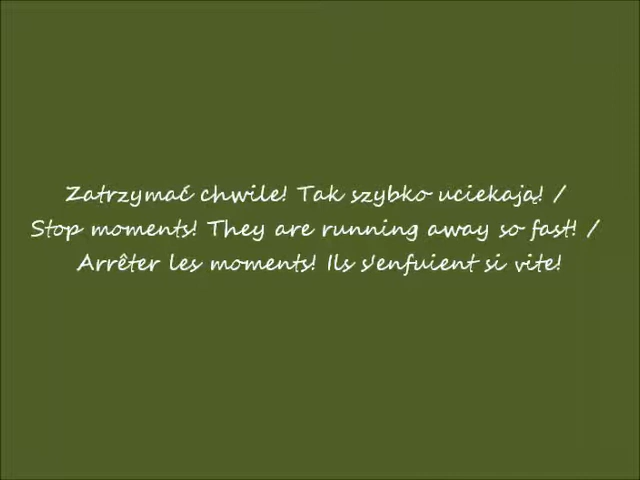 Zatrzymać chwile! Tak szybko uciekają! /
Stop moments! They are running away so fast! /
Arrêter les moments! Ils s'enfuient si vite!